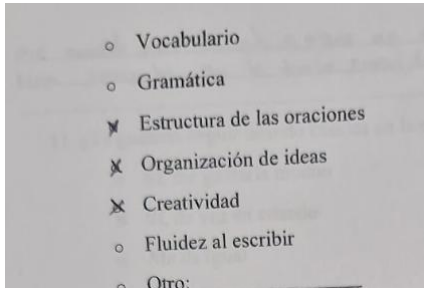 Vocabulario
Gramática
Estructura de las oraciones
Organización de ideas
Creatividad
Fluidez al escribir
Otro: